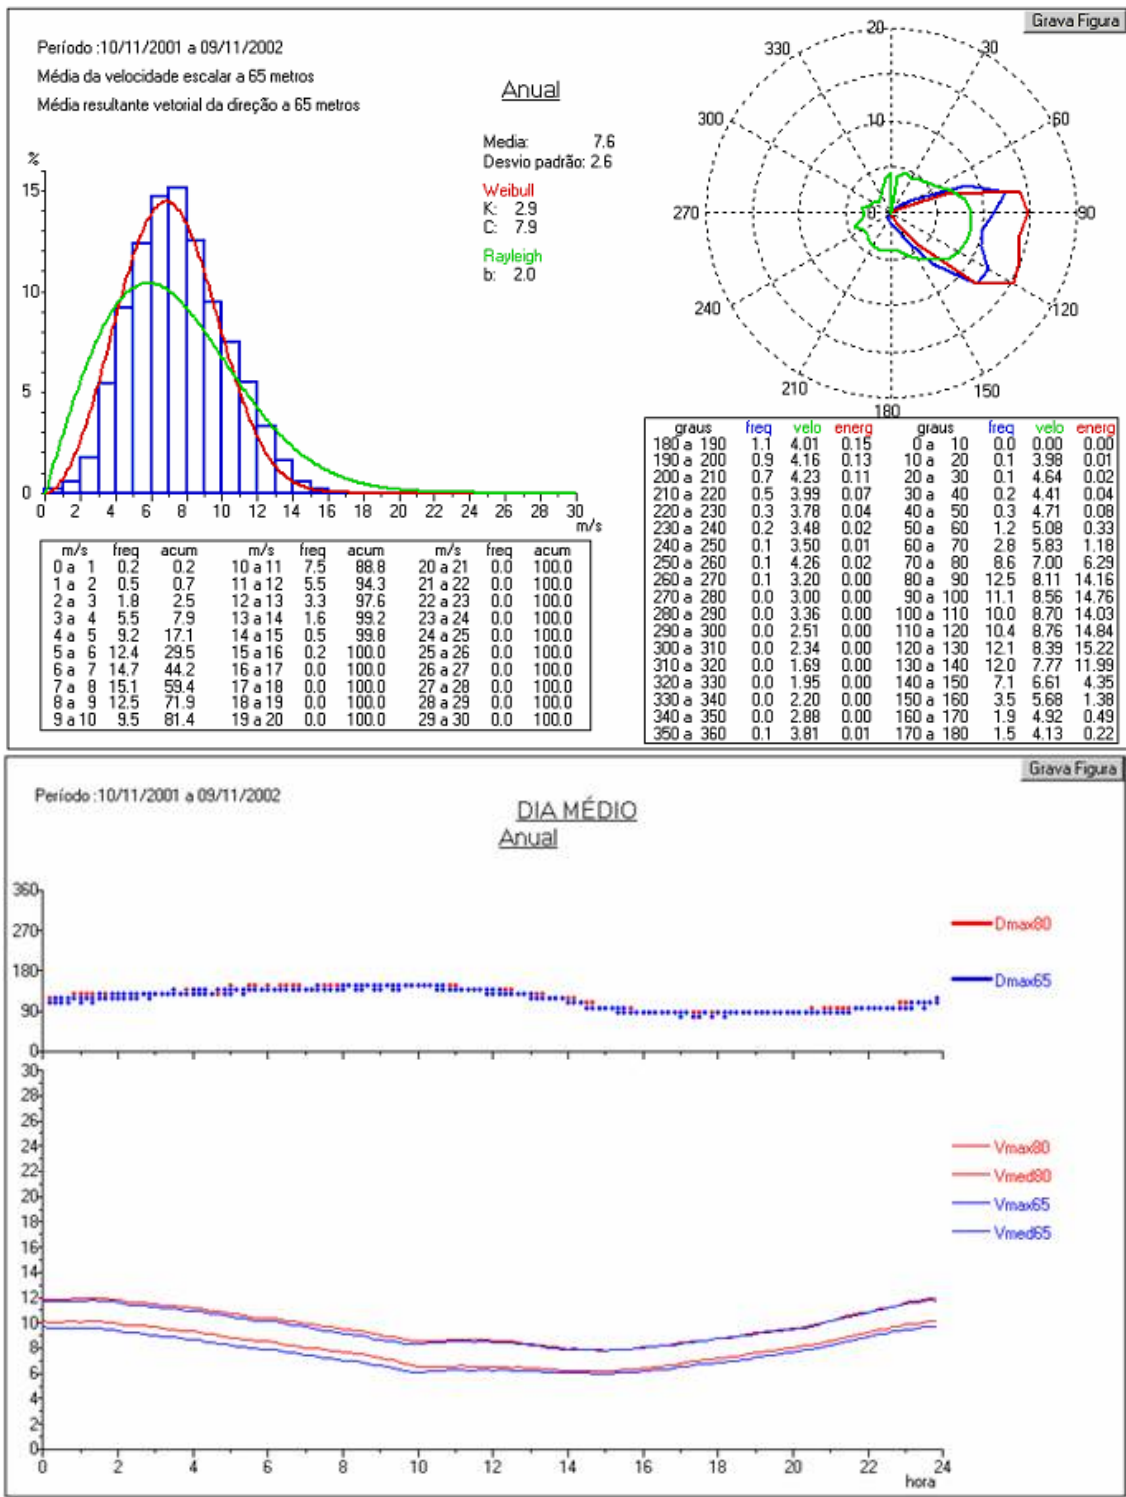 Grava Figura
Período :10/11/2001 a 09/11/2002
Média da velocidade escalar a 65 metros
Média resultante vetorial da direção a 65 metros
Anual
Media: 7.6
Desvio padrão: 2.6
Weibull
K: 2.9
C: 7.9
Rayleigh
b: 2.0
%
15
10
5
0
0 2 4 6 8 10 12 14 16 18 20 22 24 26 28 30
m/s
20
330 30
300 10 60
270 0 90
240 120
210 150
180
m/s freq acum m/s freq acum m/s freq acum
0 a 1 0.2 0.2 10 a 11 7.5 88.8 20 a 21 0.0 100.0
1 a 2 0.5 0.7 11 a 12 5.5 94.3 21 a 22 0.0 100.0
2 a 3 1.8 2.5 12 a 13 3.3 97.6 22 a 23 0.0 100.0
3 a 4 5.5 7.9 13 a 14 1.6 99.2 23 a 24 0.0 100.0
4 a 5 9.2 17.1 14 a 15 0.5 99.8 24 a 25 0.0 100.0
5 a 6 12.4 29.5 15 a 16 0.2 100.0 25 a 26 0.0 100.0
6 a 7 14.7 44.2 16 a 17 0.0 100.0 26 a 27 0.0 100.0
7 a 8 15.1 59.4 17 a 18 0.0 100.0 27 a 28 0.0 100.0
8 a 9 12.5 71.9 18 a 19 0.0 100.0 28 a 29 0.0 100.0
9 a 10 9.5 81.4 19 a 20 0.0 100.0 29 a 30 0.0 100.0
graus freq velo energ graus freq velo energ
180 a 190 1.1 4.01 0.15 0 a 10 0.0 0.00 0.00
190 a 200 0.9 4.16 0.13 10 a 20 0.1 3.98 0.01
200 a 210 0.7 4.23 0.11 20 a 30 0.1 4.64 0.02
210 a 220 0.5 3.99 0.07 30 a 40 0.2 4.41 0.04
220 a 230 0.3 3.78 0.04 40 a 50 0.3 4.71 0.08
230 a 240 0.2 3.48 0.02 50 a 60 1.2 5.08 0.33
240 a 250 0.1 3.50 0.01 60 a 70 2.8 5.83 1.18
250 a 260 0.1 4.26 0.02 70 a 80 8.6 7.00 6.29
260 a 270 0.1 3.20 0.00 80 a 90 12.5 8.11 14.16
270 a 280 0.0 3.00 0.00 90 a 100 11.1 8.56 14.76
280 a 290 0.0 3.36 0.00 100 a 110 10.0 8.70 14.03
290 a 300 0.0 2.51 0.00 110 a 120 10.4 8.76 14.84
300 a 310 0.0 2.34 0.00 120 a 130 12.1 8.39 15.22
310 a 320 0.0 1.69 0.00 130 a 140 12.0 7.77 11.99
320 a 330 0.0 1.95 0.00 140 a 150 7.1 6.61 4.35
330 a 340 0.0 2.20 0.00 150 a 160 3.5 5.68 1.38
340 a 350 0.0 2.88 0.00 160 a 170 1.9 4.92 0.49
350 a 360 0.1 3.81 0.01 170 a 180 1.5 4.13 0.22
Grava Figura
Período :10/11/2001 a 09/11/2002
DIA MÉDIO
Anual
360
270
180
90
0
Dmax80
Dmax65
30
28
26
24
22
20
18
16
14
12
10
8
6
4
2
0
Vmax80
Vmed80
Vmax65
Vmed65
0 2 4 6 8 10 12 14 16 18 20 22 24
hora